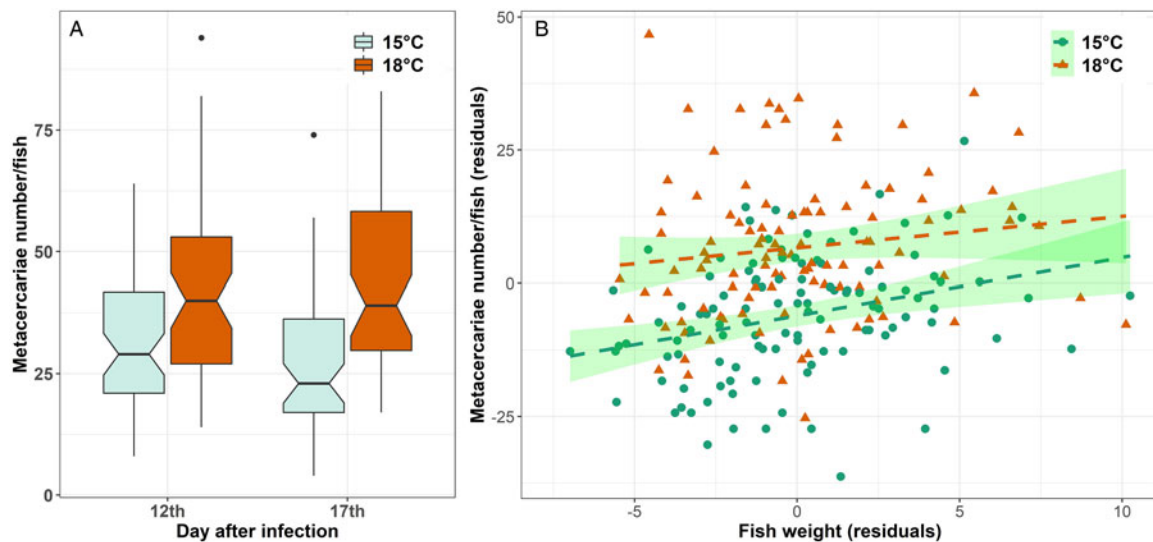 A
15°C
18°C
Metacercariae number/fish
75
50
25
0
12th
17th
Day after infection
B
15°C
18°C
Metacercariae number/fish (residuals)
50
25
0
-25
-5
0
5
10
Fish weight (residuals)